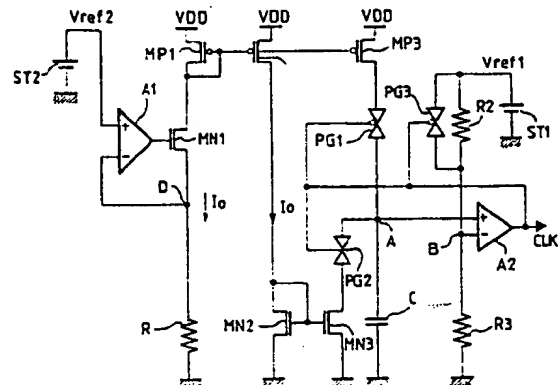 VDD VDD VDD
Vref2
MP1
MP3
ST2
A1
PG3
Vref1
R2
ST1
MN1
PG1
D
Io
Io
A
B
CLK
A2
PG2
R
MN2
MN3
C
R3